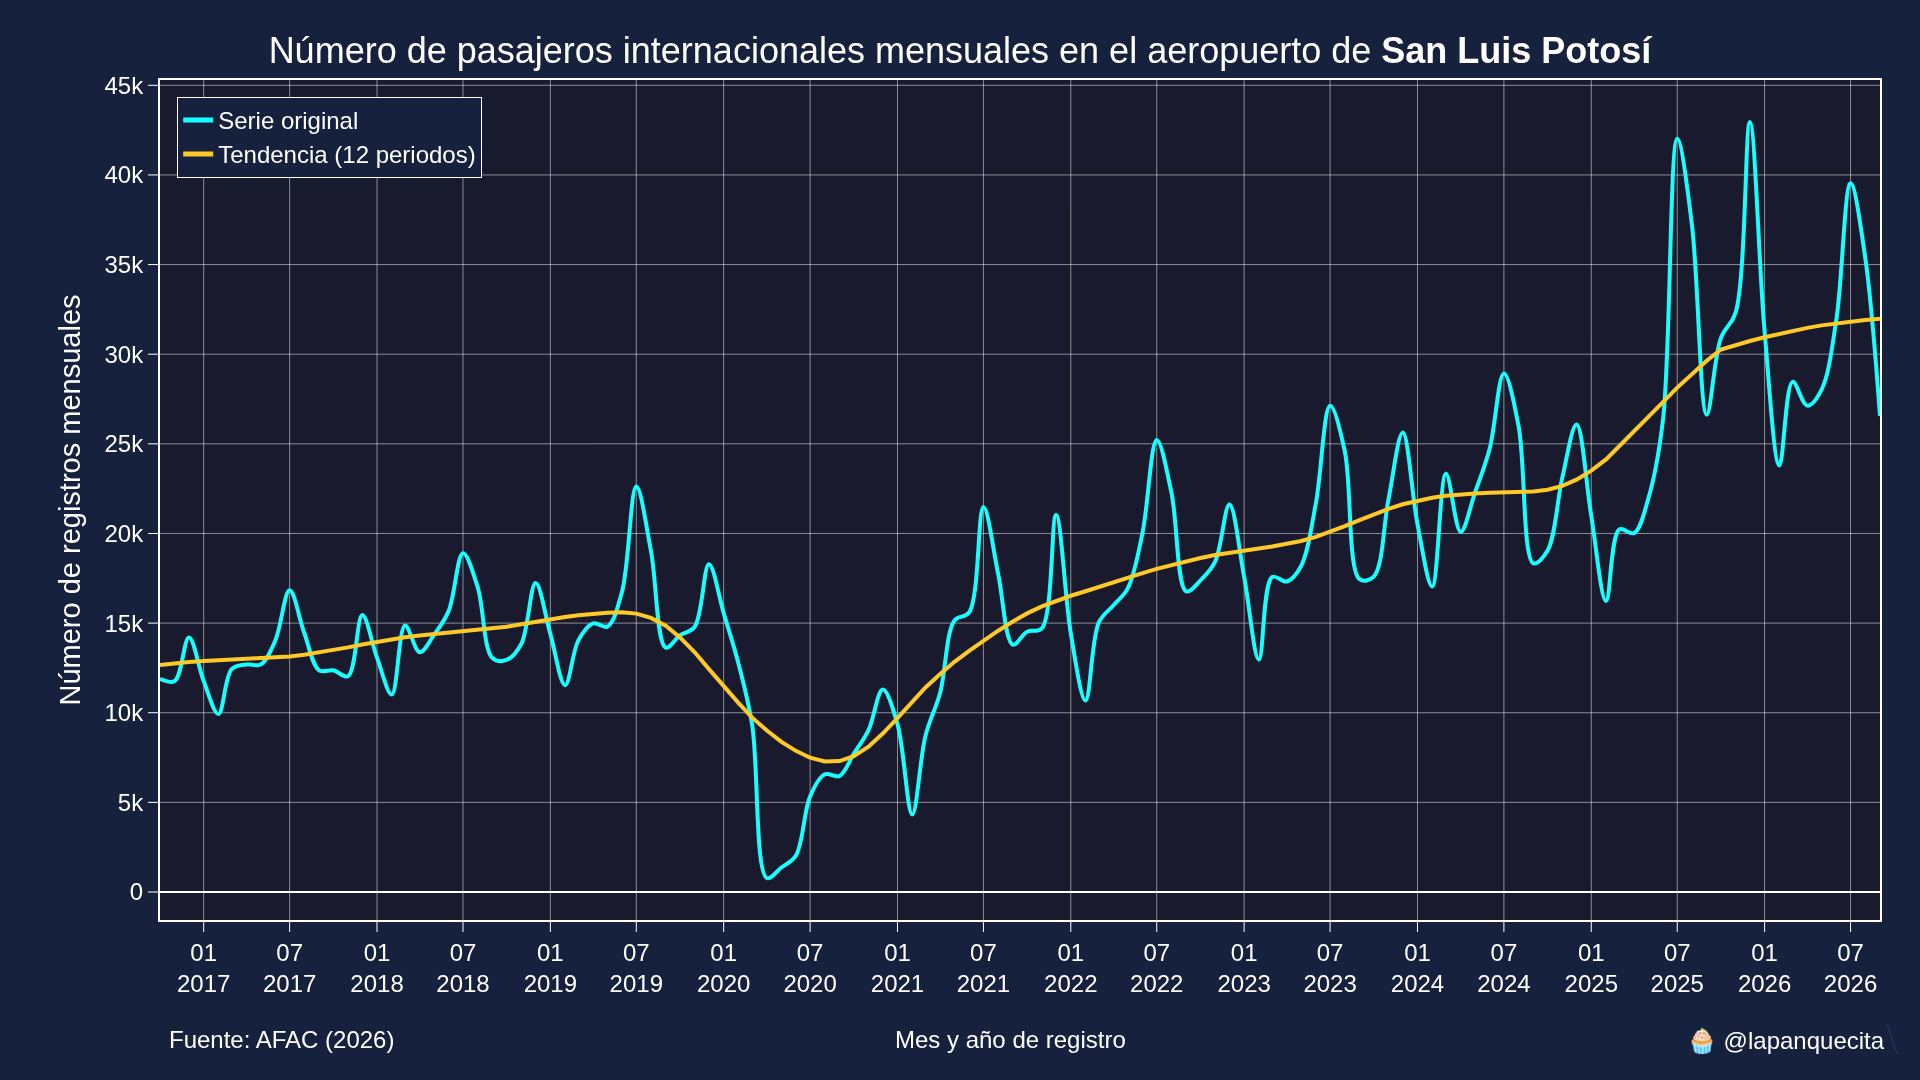 Número de pasajeros internacionales mensuales en el aeropuerto de San Luis Potosí
Serie original
Tendencia (12 periodos)
Número de registros mensuales
45k
40k
35k
30k
25k
20k
15k
10k
5k
0
01 07 01 07 01 07 01 07 01 07 01 07 01 07 01 07 01 07 01 07
2017 2017 2018 2018 2019 2019 2020 2020 2021 2021 2022 2022 2023 2023 2024 2024 2025 2025 2026 2026
Fuente: AFAC (2026)
Mes y año de registro
🧁 @lapanquecita